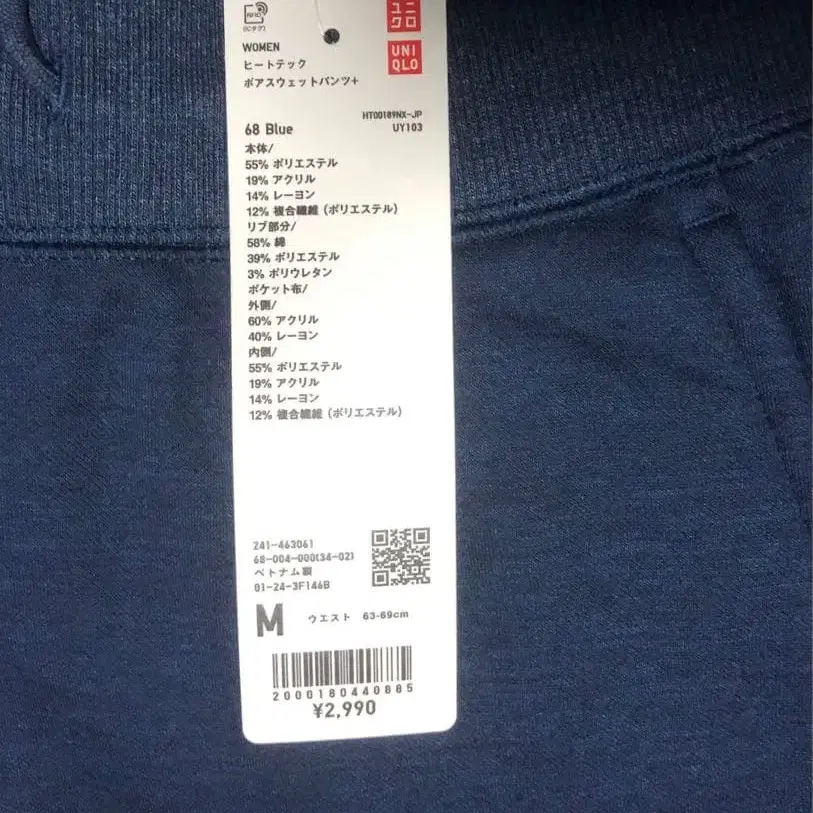 RFID
(ICタグ)
ユニ
クロ
UNI
QLO
WOMEN
ヒートテック
ボアスウェットパンツ+
HT00189NX-JP
68 Blue
UY103
本体/
55% ポリエステル
19% アクリル
14% レーヨン
12% 複合繊維 (ポリエステル)
リブ部分/
58% 綿
39% ポリエステル
3% ポリウレタン
ポケット布/
外側/
60% アクリル
40% レーヨン
内側/
55% ポリエステル
19% アクリル
14% レーヨン
12% 複合繊維 (ポリエステル)
241-463061
68-004-000(34-02)
ベトナム製
01-24-3F146B
M ウエスト 63-69cm
2000180440885
¥2,990